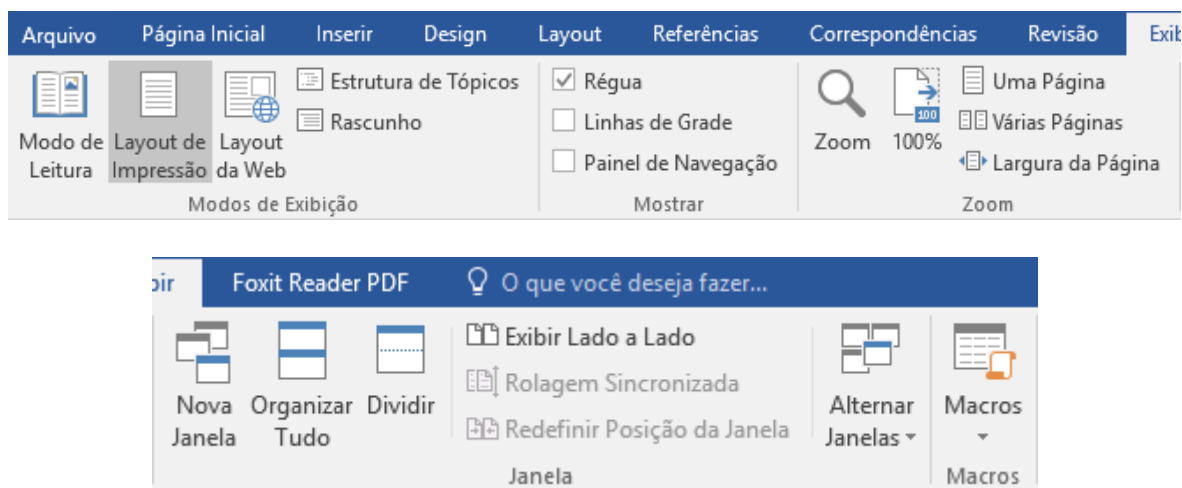 Arquivo Página Inicial Inserir Design Layout Referências Correspondências Revisão Exib
Modo de Leitura
Layout de Impressão
Layout da Web
Estrutura de Tópicos
Rascunho
Modos de Exibição
Régua
Linhas de Grade
Painel de Navegação
Mostrar
Zoom
100
100%
Uma Página
Várias Páginas
Largura da Página
Zoom
bir Foxit Reader PDF O que você deseja fazer...
Nova Janela
Organizar Tudo
Dividir
Exibir Lado a Lado
Rolagem Sincronizada
Redefinir Posição da Janela
Alternar Janelas
Janela
Macros
Macros